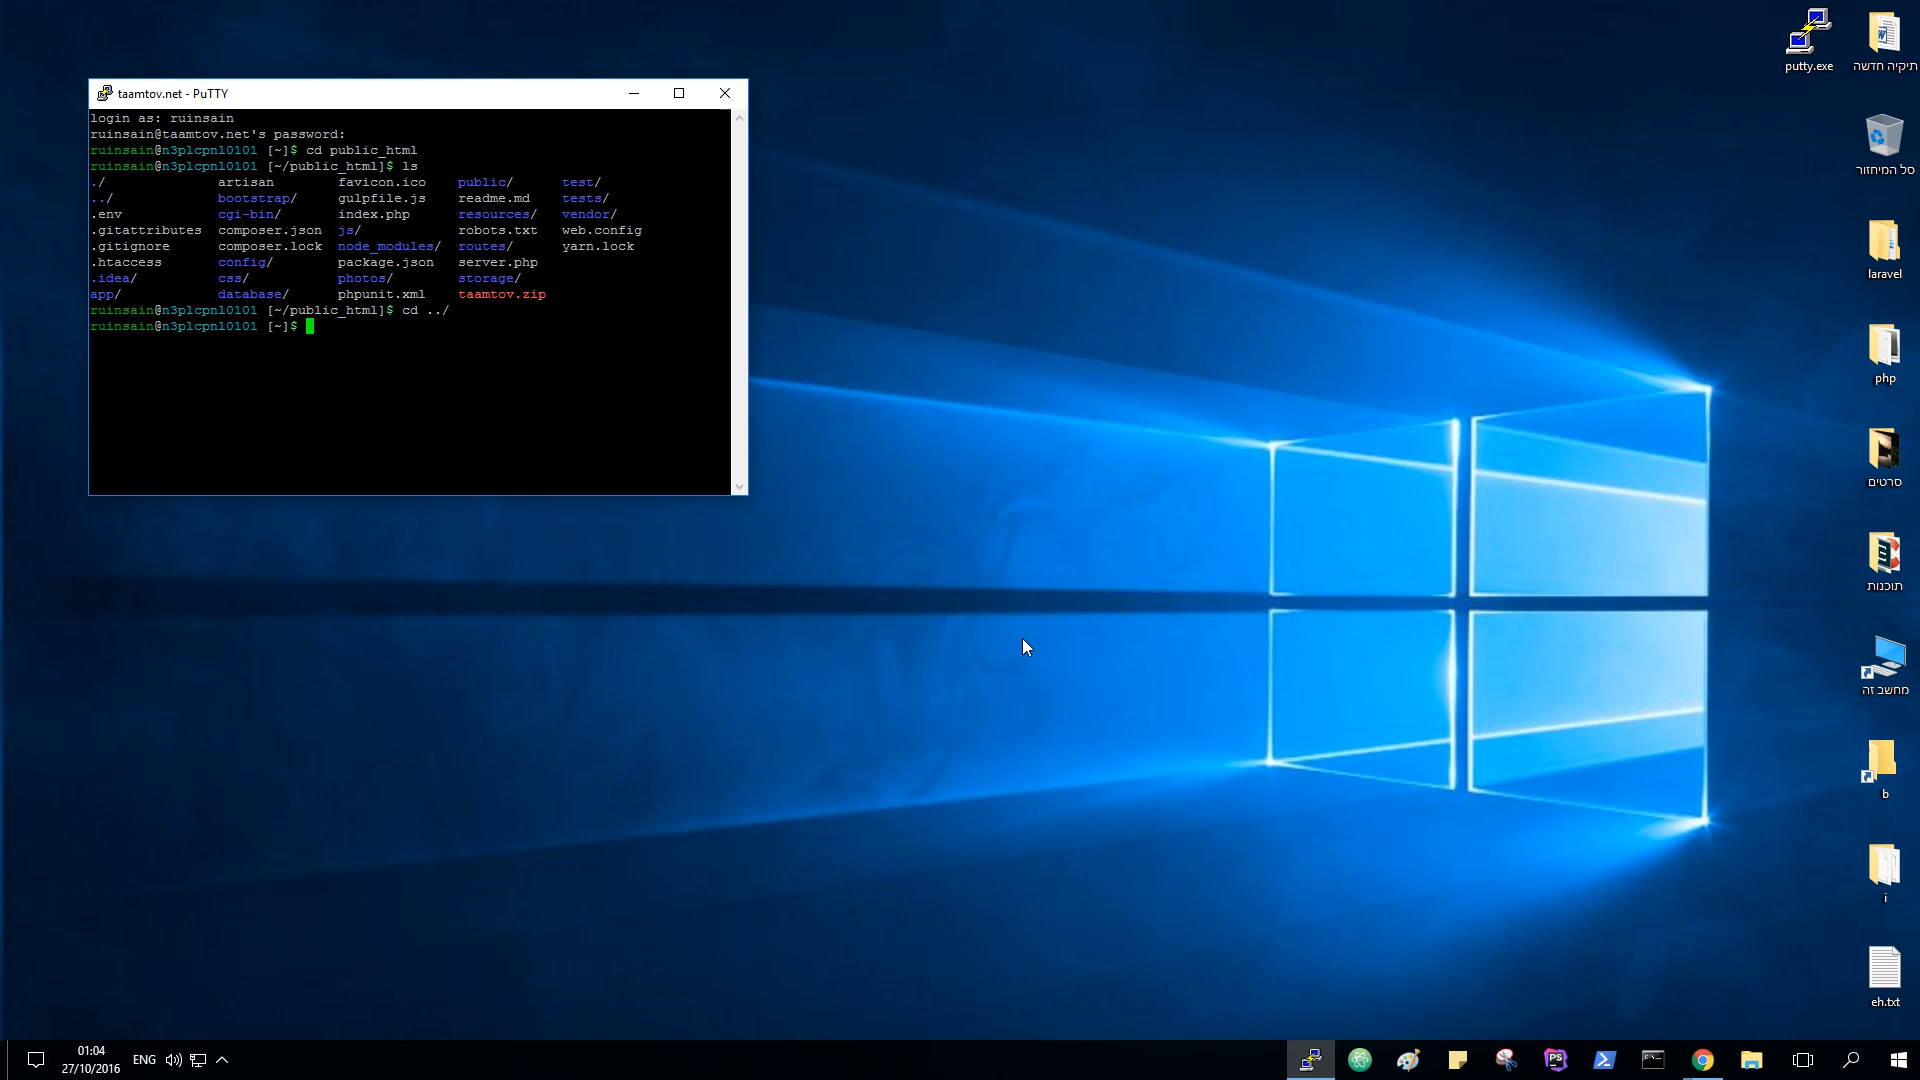 taamtov.net - PuTTY
login as: ruinsain
ruinsain@taamtov.net's password:
ruinsain@n3plcpnl0101 [~]$ cd public_html
ruinsain@n3plcpnl0101 [~/public_html]$ ls
./ artisan favicon.ico public/ test/
../ bootstrap/ gulpfile.js readme.md tests/
.env cgi-bin/ index.php resources/ vendor/
.gitattributes composer.json js/ robots.txt web.config
.gitignore composer.lock node_modules/ routes/ yarn.lock
.htaccess config/ package.json server.php
.idea/ css/ photos/ storage/
app/ database/ phpunit.xml taamtov.zip
ruinsain@n3plcpnl0101 [~/public_html]$ cd ../
ruinsain@n3plcpnl0101 [~]$
putty.exe
תיקיה חדשה
סל המיחזור
laravel
php
סרטים
תוכנות
מחשב זה
b
i
eh.txt
01:04
27/10/2016
ENG
PS